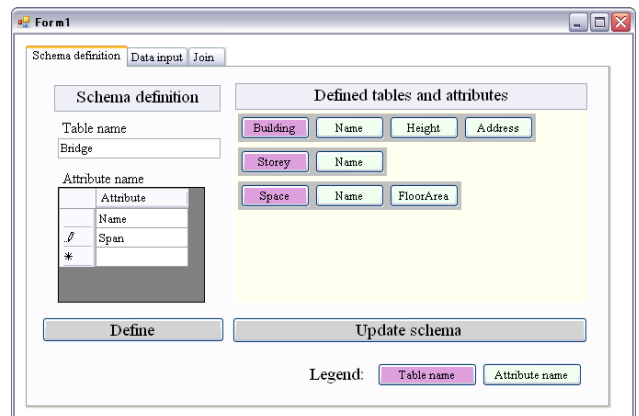 Form1
Schema definition Data input Join
Schema definition
Table name
Bridge
Attribute name
Attribute
Name
Span
Define
Defined tables and attributes
Building Name Height Address
Storey Name
Space Name FloorArea
Update schema
Legend: Table name Attribute name